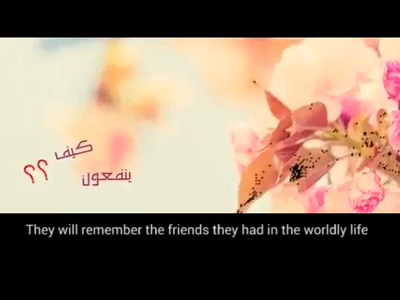 كيف
ينفعون ؟؟
They will remember the friends they had in the worldly life